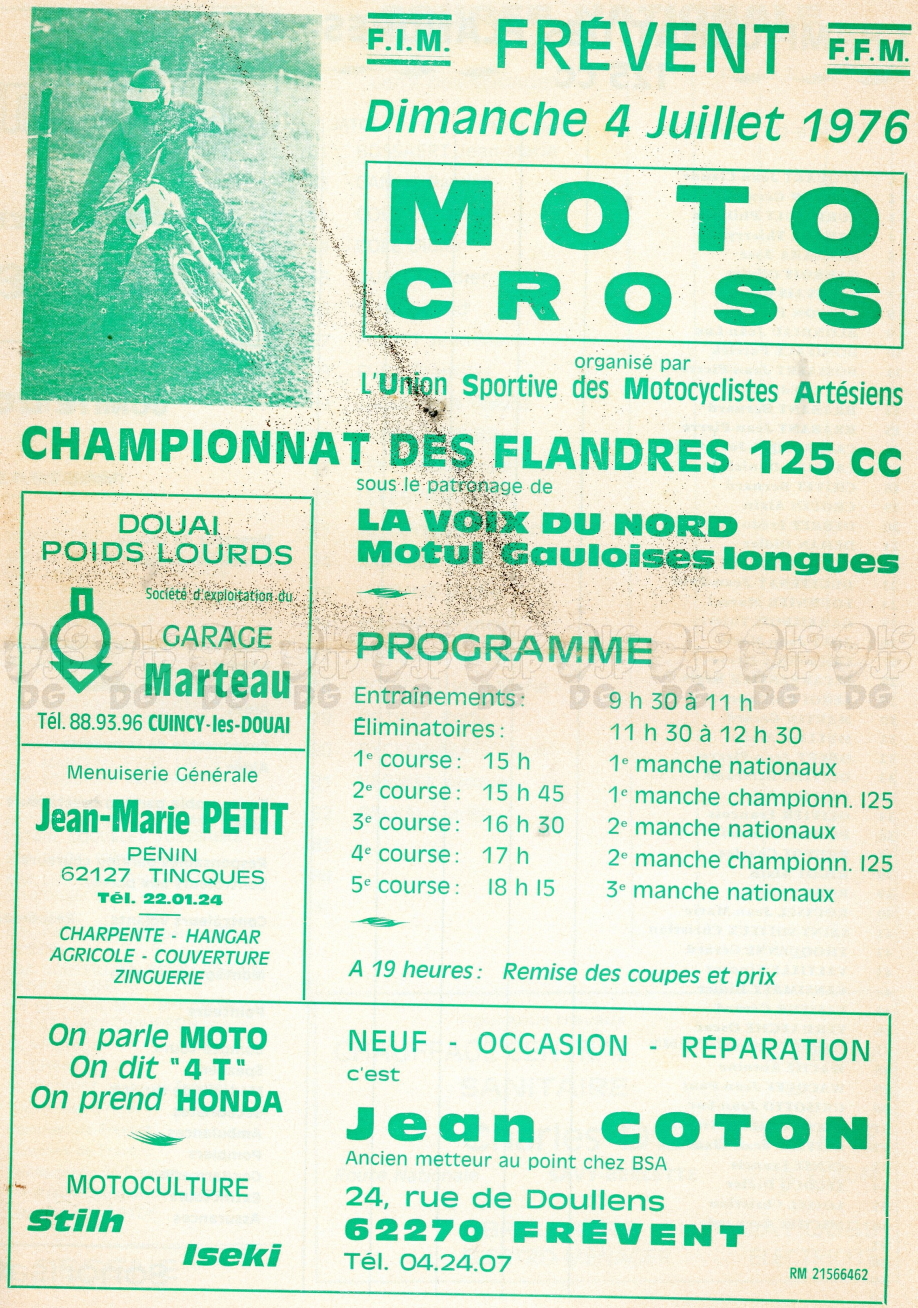 F.I.M. FRÉVENT F.F.M.
Dimanche 4 Juillet 1976
7
MOTO
CROSS
organisé par
L'Union Sportive des Motocyclistes Artésiens
CHAMPIONNAT DES FLANDRES 125 CC
sous le patronage de
LA VOIX DU NORD
Motul Gauloises longues
DOUAI
POIDS LOURDS
Société d'exploitation du
GARAGE
Marteau
Tél. 88.93.96 CUINCY-les-DOUAI
Menuiserie Générale
Jean-Marie PETIT
PENIN
62127 TINCQUES
Tél. 22.01.24
CHARPENTE - HANGAR
AGRICOLE - COUVERTURE
ZINGUERIE
PROGRAMME
Entraînements : 9 h 30 à 11 h
Éliminatoires : 11 h 30 à 12 h 30
1e course : 15 h 1e manche nationaux
2e course : 15 h 45 1e manche championn. 125
3e course : 16 h 30 2e manche nationaux
4e course : 17 h 2e manche championn. 125
5e course : 18 h 15 3e manche nationaux
A 19 heures : Remise des coupes et prix
On parle MOTO
On dit "4 T"
On prend HONDA
MOTOCULTURE
Stilh
Iseki
NEUF - OCCASION - RÉPARATION
c'est
Jean COTON
Ancien metteur au point chez BSA
24, rue de Doullens
62270 FRÉVENT
Tél. 04.24.07
RM 21566462